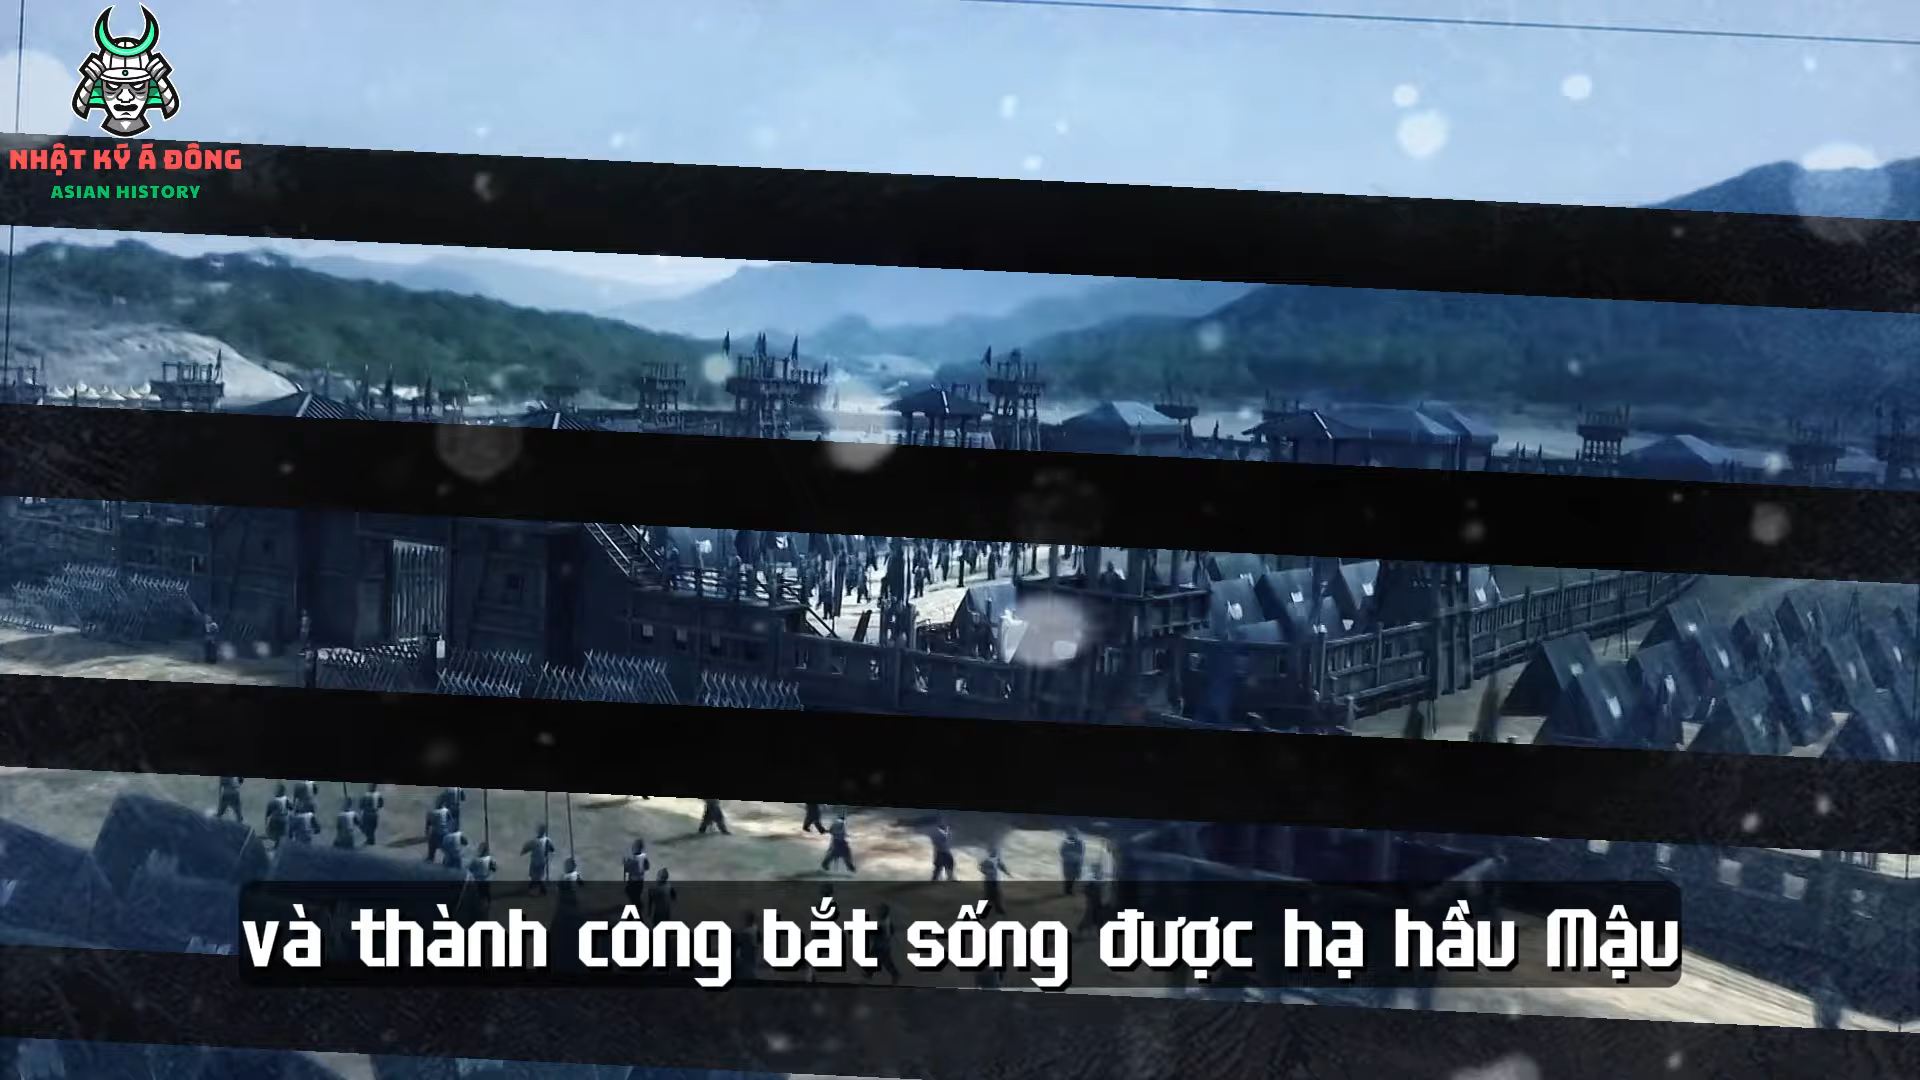 NHẬT KÝ Á ĐÔNG
ASIAN HISTORY
và thành công bắt sống được hạ hầu Mậu